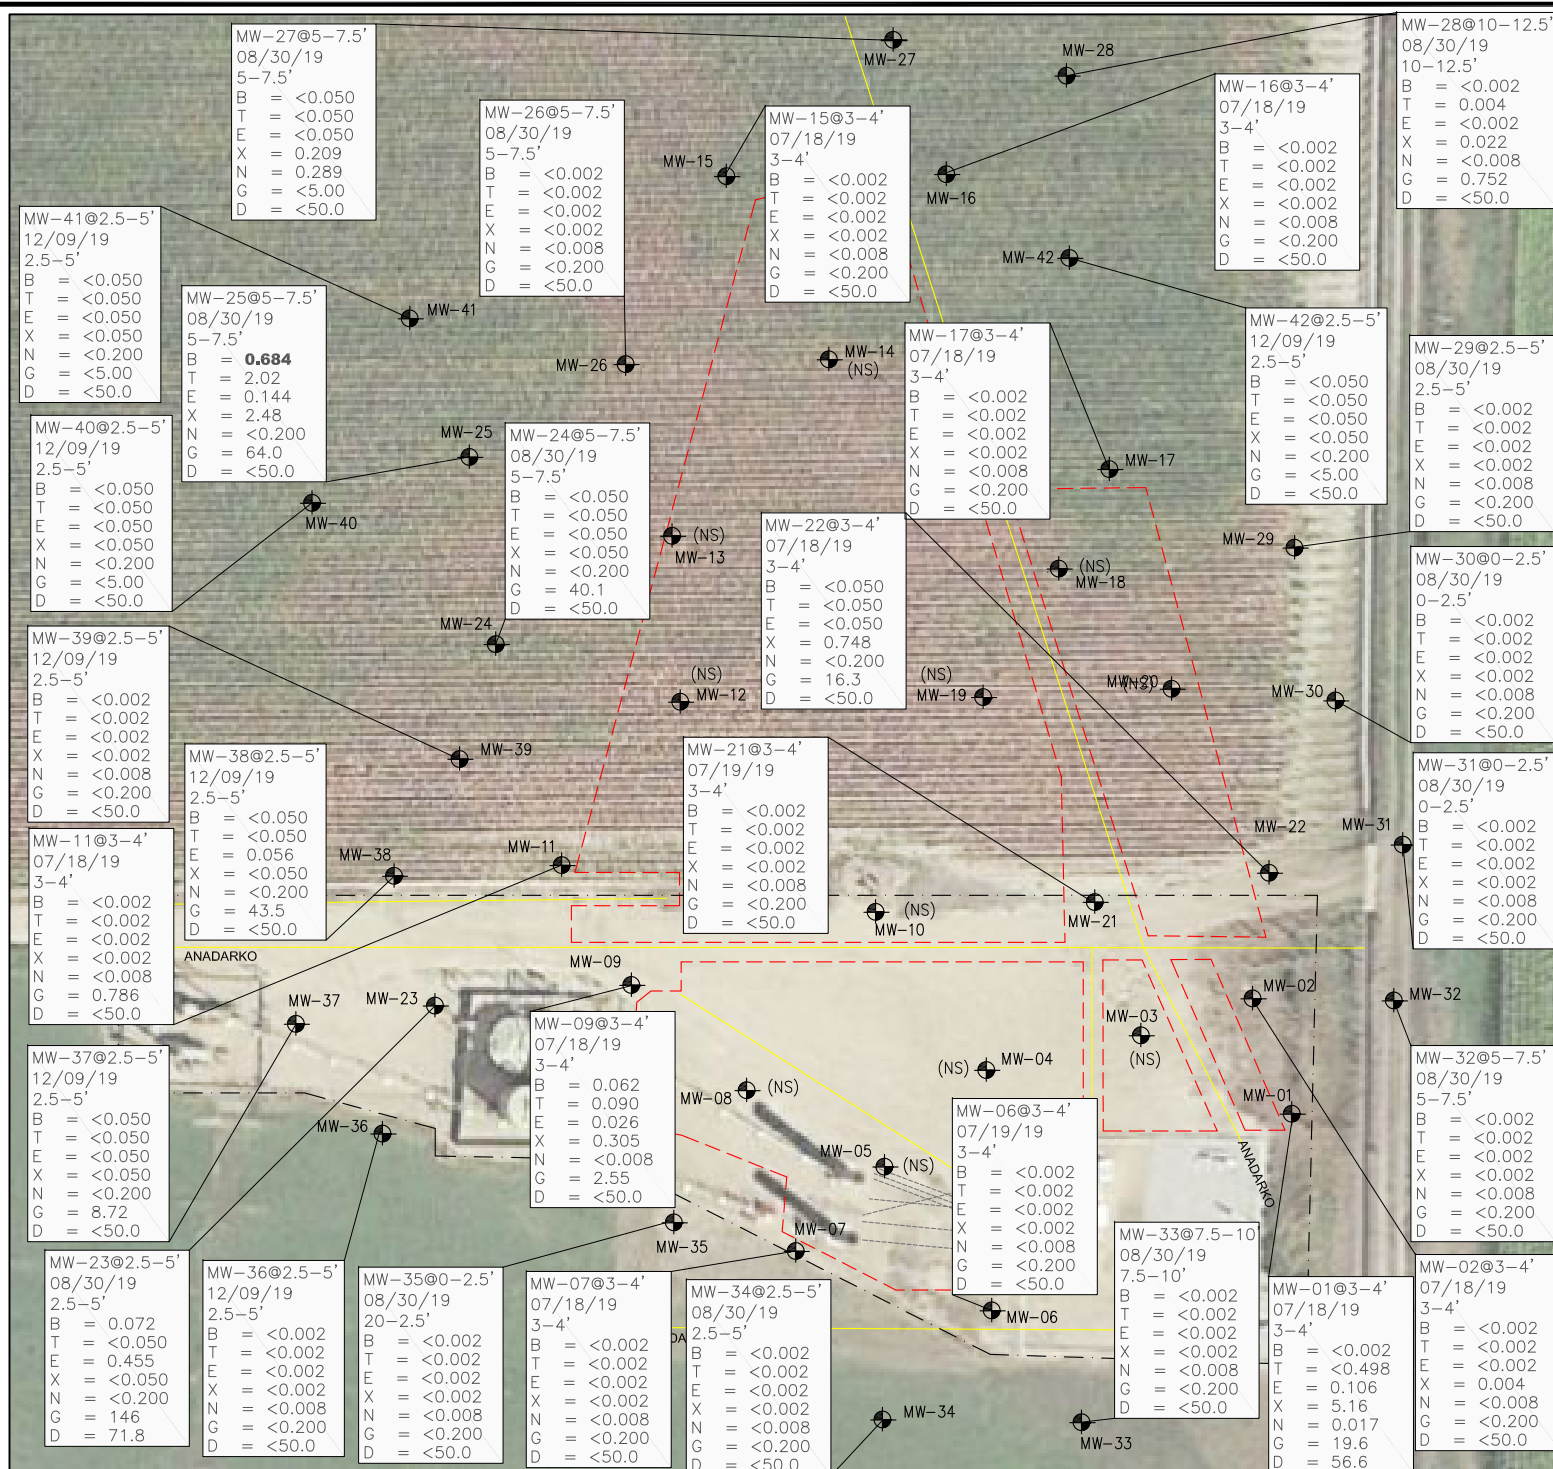 MW-27@5-7.5'
08/30/19
5-7.5'
B = <0.050
T = <0.050
E = <0.050
X = 0.209
N = 0.289
G = <5.00
D = <50.0
MW-27
MW-28
MW-28@10-12.5'
08/30/19
10-12.5'
B = <0.002
T = 0.004
E = <0.002
X = 0.022
N = <0.008
G = 0.752
D = <50.0
MW-26@5-7.5'
08/30/19
5-7.5'
B = <0.002
T = <0.002
E = <0.002
X = <0.002
N = <0.008
G = <0.200
D = <50.0
MW-15
MW-15@3-4'
07/18/19
3-4'
B = <0.002
T = <0.002
E = <0.002
X = <0.002
N = <0.008
G = <0.200
D = <50.0
MW-16
MW-16@3-4'
07/18/19
3-4'
B = <0.002
T = <0.002
E = <0.002
X = <0.002
N = <0.008
G = <0.200
D = <50.0
MW-41@2.5-5'
12/09/19
2.5-5'
B = <0.050
T = <0.050
E = <0.050
X = <0.050
N = <0.200
G = <5.00
D = <50.0
MW-25@5-7.5'
08/30/19
5-7.5'
B = 0.684
T = 2.02
E = 0.144
X = 2.48
N = <0.200
G = 64.0
D = <50.0
MW-41
MW-26
MW-14
(NS)
MW-42
MW-17@3-4'
07/18/19
3-4'
B = <0.002
T = <0.002
E = <0.002
X = <0.002
N = <0.008
G = <0.200
D = <50.0
MW-42@2.5-5'
12/09/19
2.5-5'
B = <0.050
T = <0.050
E = <0.050
X = <0.050
N = <0.200
G = <5.00
D = <50.0
MW-29@2.5-5'
08/30/19
2.5-5'
B = <0.002
T = <0.002
E = <0.002
X = <0.002
N = <0.008
G = <0.200
D = <50.0
MW-40@2.5-5'
12/09/19
2.5-5'
B = <0.050
T = <0.050
E = <0.050
X = <0.050
N = <0.200
G = <5.00
D = <50.0
MW-25
MW-40
MW-24@5-7.5'
08/30/19
5-7.5'
B = <0.050
T = <0.050
E = <0.050
X = <0.050
N = <0.200
G = 40.1
D = <50.0
(NS)
MW-13
MW-22@3-4'
07/18/19
3-4'
B = <0.050
T = <0.050
E = <0.050
X = 0.748
N = <0.200
G = 16.3
D = <50.0
MW-17
(NS)
MW-18
MW-29
MW-30@0-2.5'
08/30/19
0-2.5'
B = <0.002
T = <0.002
E = <0.002
X = <0.002
N = <0.008
G = <0.200
D = <50.0
MW-39@2.5-5'
12/09/19
2.5-5'
B = <0.002
T = <0.002
E = <0.002
X = <0.002
N = <0.008
G = <0.200
D = <50.0
MW-24
(NS)
MW-12
(NS)
MW-19
MW-20
(NS)
MW-30
MW-39
MW-38@2.5-5'
12/09/19
2.5-5'
B = <0.050
T = <0.050
E = 0.056
X = <0.050
N = <0.200
G = 43.5
D = <50.0
MW-21@3-4'
07/19/19
3-4'
B = <0.002
T = <0.002
E = <0.002
X = <0.002
N = <0.008
G = <0.200
D = <50.0
MW-31@0-2.5'
08/30/19
0-2.5'
B = <0.002
T = <0.002
E = <0.002
X = <0.002
N = <0.008
G = <0.200
D = <50.0
MW-11@3-4'
07/18/19
3-4'
B = <0.002
T = <0.002
E = <0.002
X = <0.002
N = <0.008
G = 0.786
D = <50.0
MW-38
MW-11
MW-22
MW-31
(NS)
MW-10
MW-21
ANADARKO
MW-09
MW-37
MW-23
MW-02
MW-32
MW-03
(NS)
MW-37@2.5-5'
12/09/19
2.5-5'
B = <0.050
T = <0.050
E = <0.050
X = <0.050
N = <0.200
G = 8.72
D = <50.0
MW-09@3-4'
07/18/19
3-4'
B = 0.062
T = 0.090
E = 0.026
X = 0.305
N = <0.008
G = 2.55
D = <50.0
MW-36
MW-08 (NS)
(NS) MW-04
MW-05 (NS)
MW-06@3-4'
07/19/19
3-4'
B = <0.002
T = <0.002
E = <0.002
X = <0.002
N = <0.008
G = <0.200
D = <50.0
MW-01
ANADARKO
MW-32@5-7.5'
08/30/19
5-7.5'
B = <0.002
T = <0.002
E = <0.002
X = <0.002
N = <0.008
G = <0.200
D = <50.0
MW-35
MW-07
MW-06
MW-23@2.5-5'
08/30/19
2.5-5'
B = 0.072
T = <0.050
E = 0.455
X = <0.050
N = <0.200
G = 146
D = 71.8
MW-36@2.5-5'
12/09/19
2.5-5'
B = <0.002
T = <0.002
E = <0.002
X = <0.002
N = <0.008
G = <0.200
D = <50.0
MW-35@0-2.5'
08/30/19
20-2.5'
B = <0.002
T = <0.002
E = <0.002
X = <0.002
N = <0.008
G = <0.200
D = <50.0
MW-07@3-4'
07/18/19
3-4'
B = <0.002
T = <0.002
E = <0.002
X = <0.002
N = <0.008
G = <0.200
D = <50.0
MW-34@2.5-5'
08/30/19
2.5-5'
B = <0.002
T = <0.002
E = <0.002
X = <0.002
N = <0.008
G = <0.200
D = <50.0
MW-34
MW-33
MW-33@7.5-10'
08/30/19
7.5-10'
B = <0.002
T = <0.002
E = <0.002
X = <0.002
N = <0.008
G = <0.200
D = <50.0
MW-01@3-4'
07/18/19
3-4'
B = <0.002
T = <0.498
E = 0.106
X = 5.16
N = 0.017
G = 19.6
D = 56.6
MW-02@3-4'
07/18/19
3-4'
B = <0.002
T = <0.002
E = <0.002
X = 0.004
N = <0.008
G = <0.200
D = <50.0